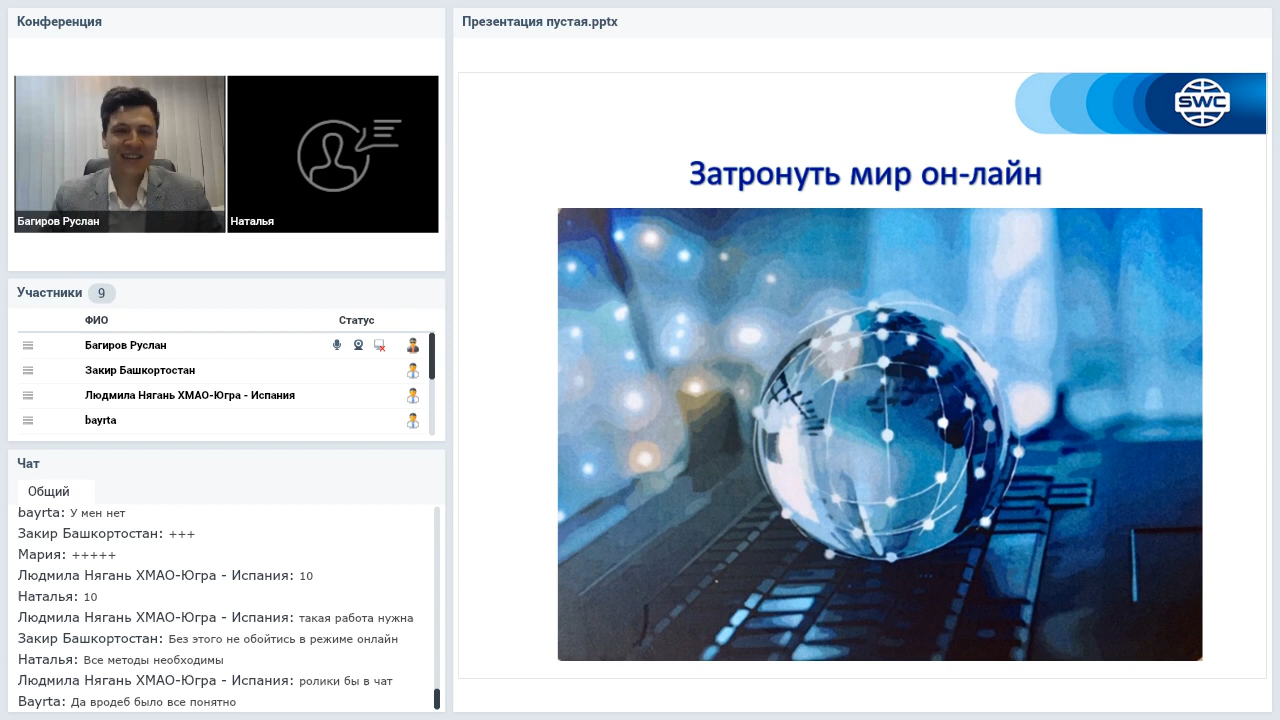 Конференция
Багиров Руслан
Наталья
Участники 9
ФИО Статус
Багиров Руслан
Закир Башкортостан
Людмила Нягань ХМАО-Югра - Испания
bayrta
Чат
Общий
bayrta: У мен нет
Закир Башкортостан: +++
Мария: +++++
Людмила Нягань ХМАО-Югра - Испания: 10
Наталья: 10
Людмила Нягань ХМАО-Югра - Испания: такая работа нужна
Закир Башкортостан: Без этого не обойтись в режиме онлайн
Наталья: Все методы необходимы
Людмила Нягань ХМАО-Югра - Испания: ролики бы в чат
Bayrta: Да вродеб было все понятно
Презентация пустая.pptx
SWC
Затронуть мир он-лайн